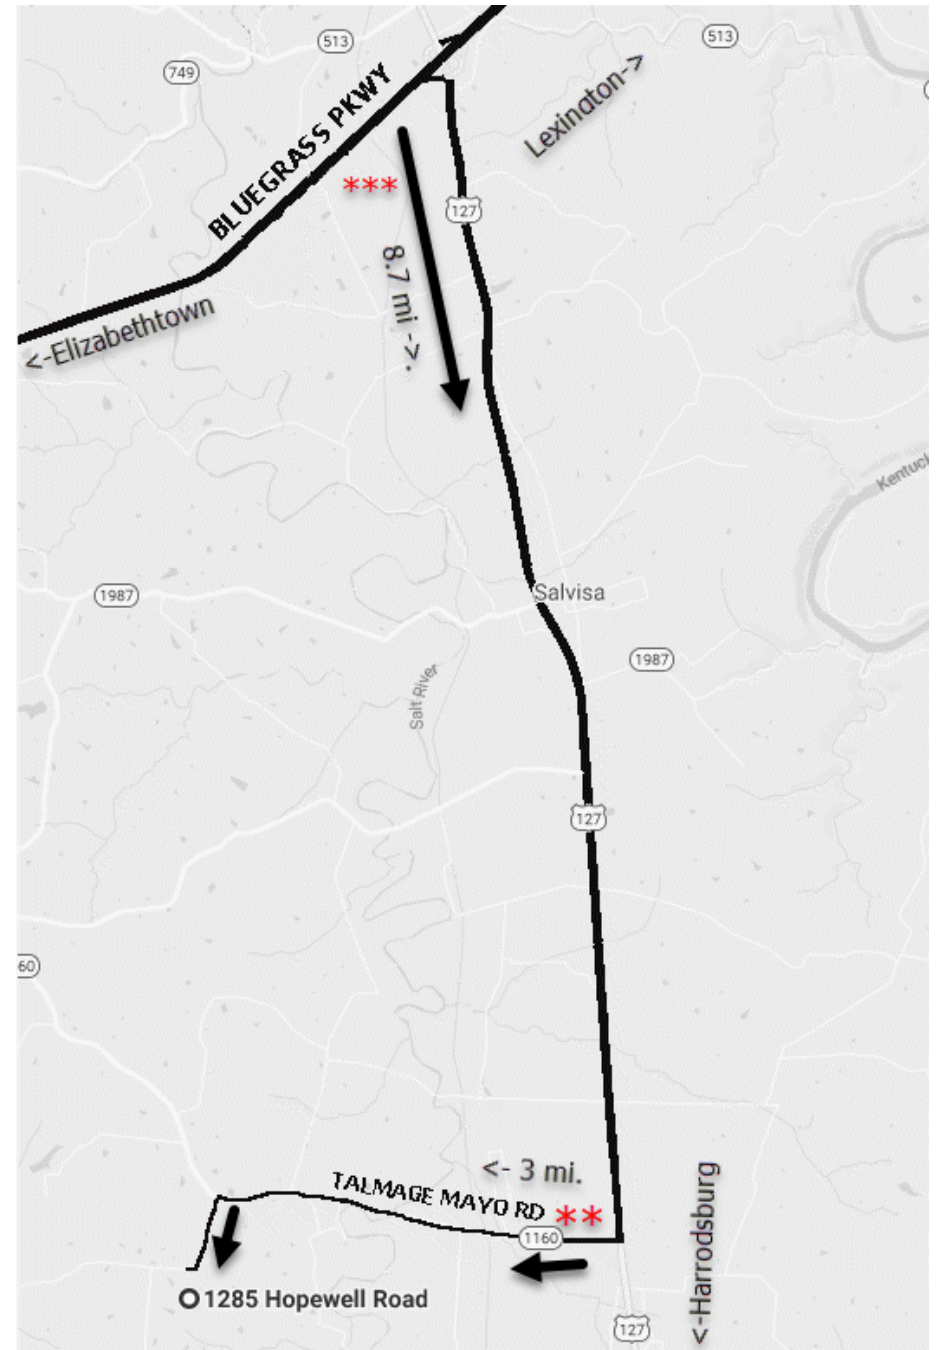 513
513
749
BLUEGRASS PKWY
Lexington->
***
127
8.7 mi ->.
<-Elizabethtown
Kentuck
1987
Salvisa
1987
Salt River
127
60
<- 3 mi.
TALMAGE MAYO RD
**
1160
<-Harrodsburg
1285 Hopewell Road
127